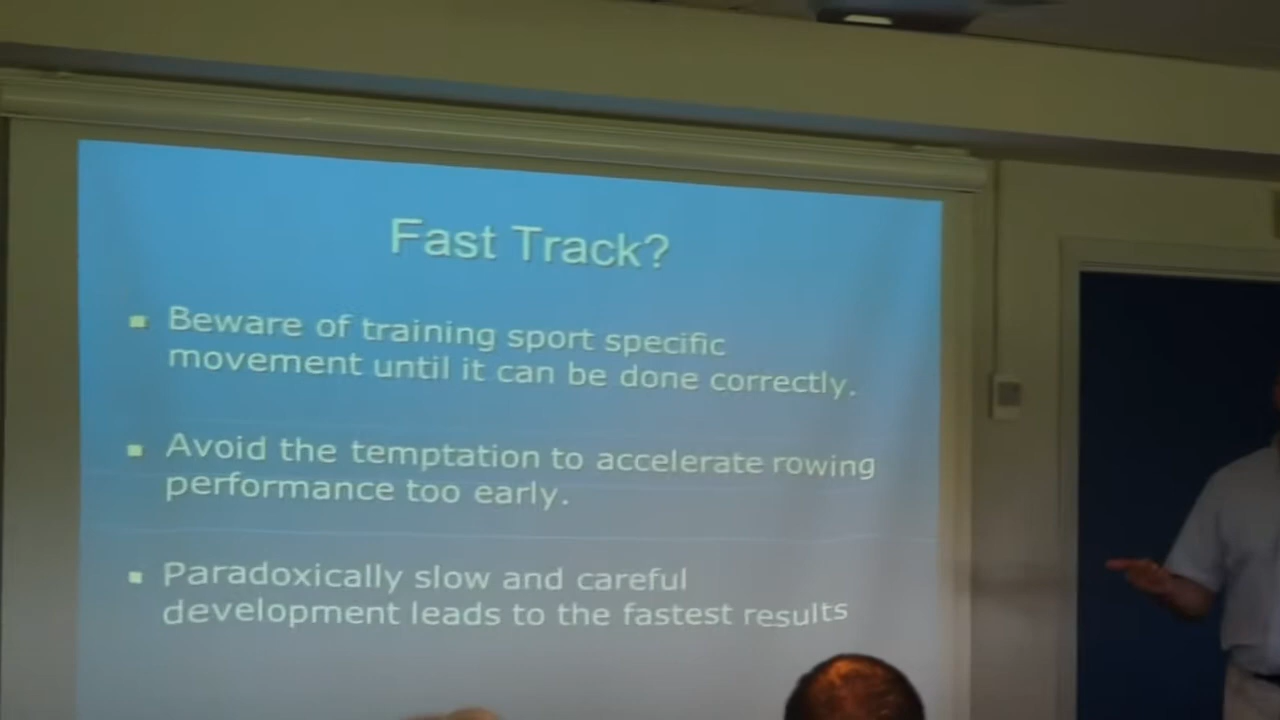 Fast Track?
Beware of training sport specific
movement until it can be done correctly.
Avoid the temptation to accelerate rowing
performance too early.
Paradoxically slow and careful
development leads to the fastest results